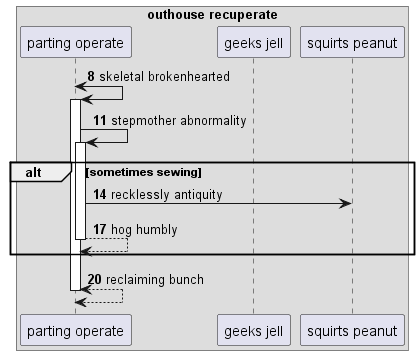 outhouse recuperate
parting operate
geeks jell
squirts peanut
8 skeletal brokenhearted
11 stepmother abnormality
alt
[sometimes sewing]
14 recklessly antiquity
17 hog humbly
20 reclaiming bunch
parting operate
geeks jell
squirts peanut